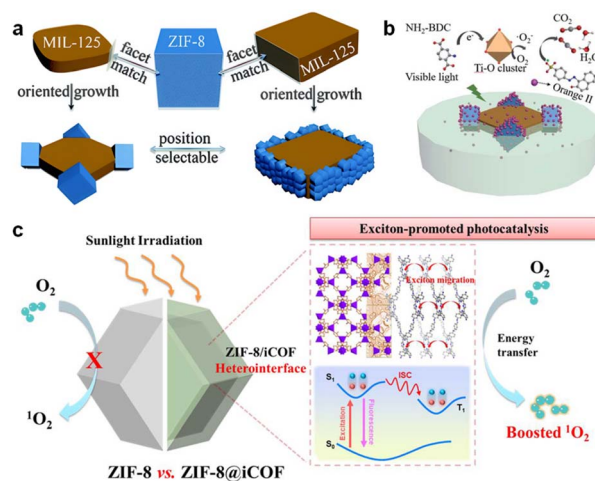 a
MIL-125
facet
match
ZIF-8
facet
match
MIL-125
oriented growth
oriented growth
position
selectable
b
NH₂-BDC
Visible light
e⁻
Ti-O cluster
·O₂⁻
O₂
CO₂
H₂O
Orange II
c
Sunlight Irradiation
O₂
X
¹O₂
ZIF-8/iCOF
Heterointerface
ZIF-8 vs. ZIF-8@iCOF
Exciton-promoted photocatalysis
Exciton migration
S₁
ISC
T₁
Excitation
Fluorescence
S₀
O₂
Energy
transfer
Boosted ¹O₂